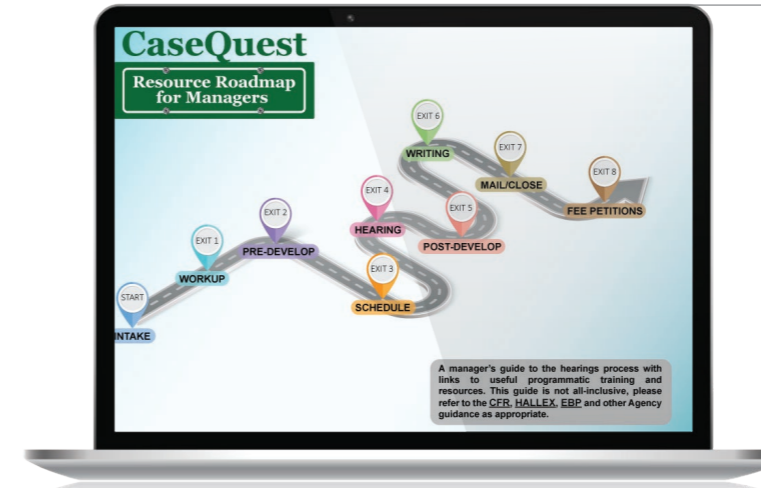 CaseQuest
Resource Roadmap
for Managers
START
INTAKE
EXIT 1
WORKUP
EXIT 2
PRE-DEVELOP
EXIT 3
SCHEDULE
EXIT 4
HEARING
EXIT 5
POST-DEVELOP
EXIT 6
WRITING
EXIT 7
MAIL/CLOSE
EXIT 8
FEE PETITIONS
A manager's guide to the hearings process with
links to useful programmatic training and
resources. This guide is not all-inclusive, please
refer to the CFR, HALLEX, EBP and other Agency
guidance as appropriate.